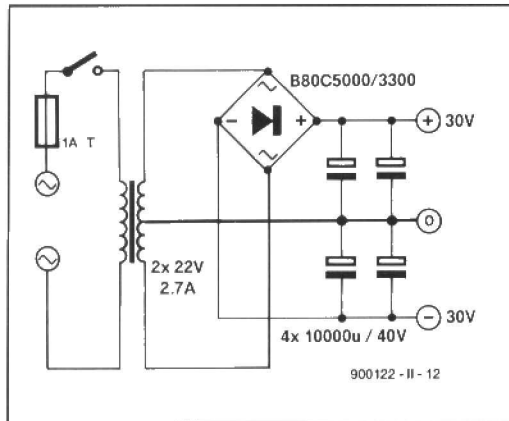 B80C5000/3300
1A T
~
~
−
+
+ 30V
0
2x 22V
2.7A
− 30V
4x 10000u / 40V
900122 - II - 12